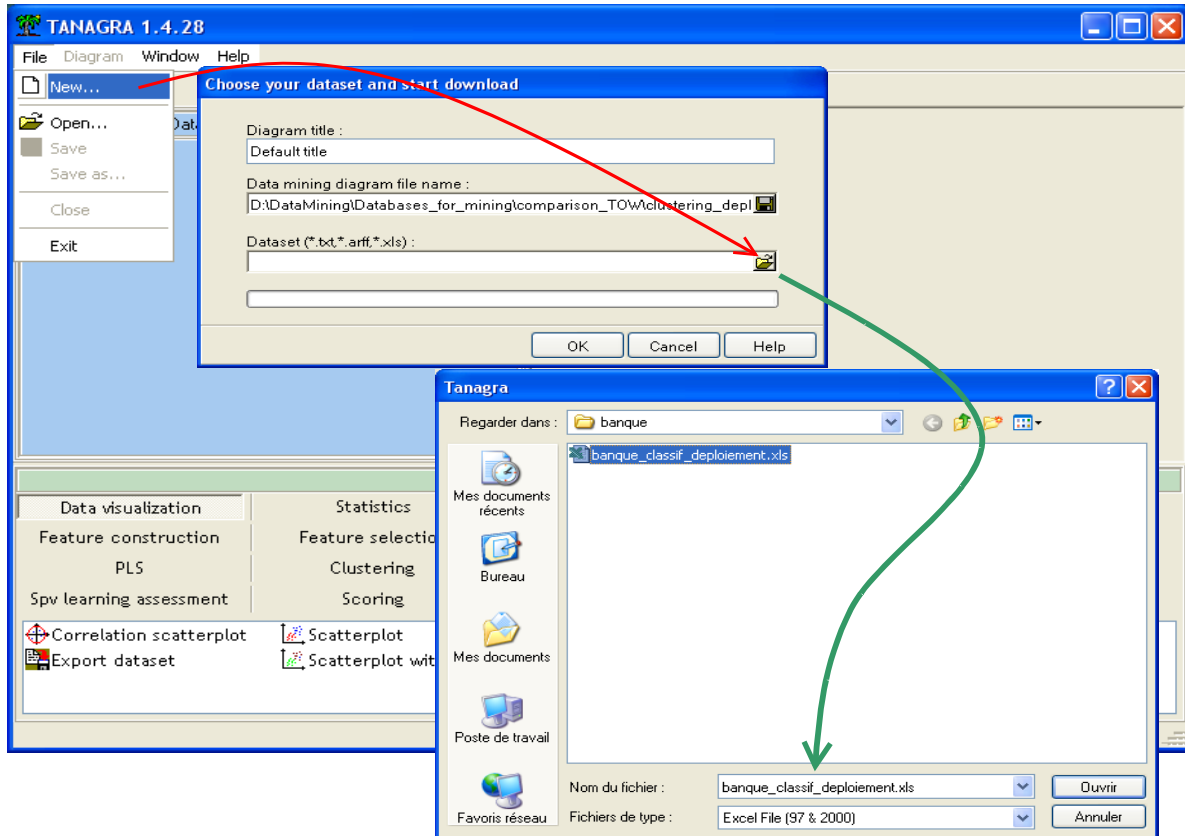 TANAGRA 1.4.28
File Diagram Window Help
New...
Open...
Save
Save as...
Close
Exit
Choose your dataset and start download
Diagram title :
Default title
Data mining diagram file name :
D:\DataMining\Databases_for_mining\comparison_TOW\clustering_depl
Dataset (*.txt,*.arff,*.xls) :
OK Cancel Help
Tanagra
Regarder dans : banque
banque_classif_deploiement.xls
Mes documents
récents
Bureau
Mes documents
Poste de travail
Favoris réseau
Nom du fichier : banque_classif_deploiement.xls Ouvrir
Fichiers de type : Excel File (97 & 2000) Annuler
Data visualization Statistics
Feature construction Feature selectio
PLS Clustering
Spv learning assessment Scoring
Correlation scatterplot Scatterplot
Export dataset Scatterplot wit